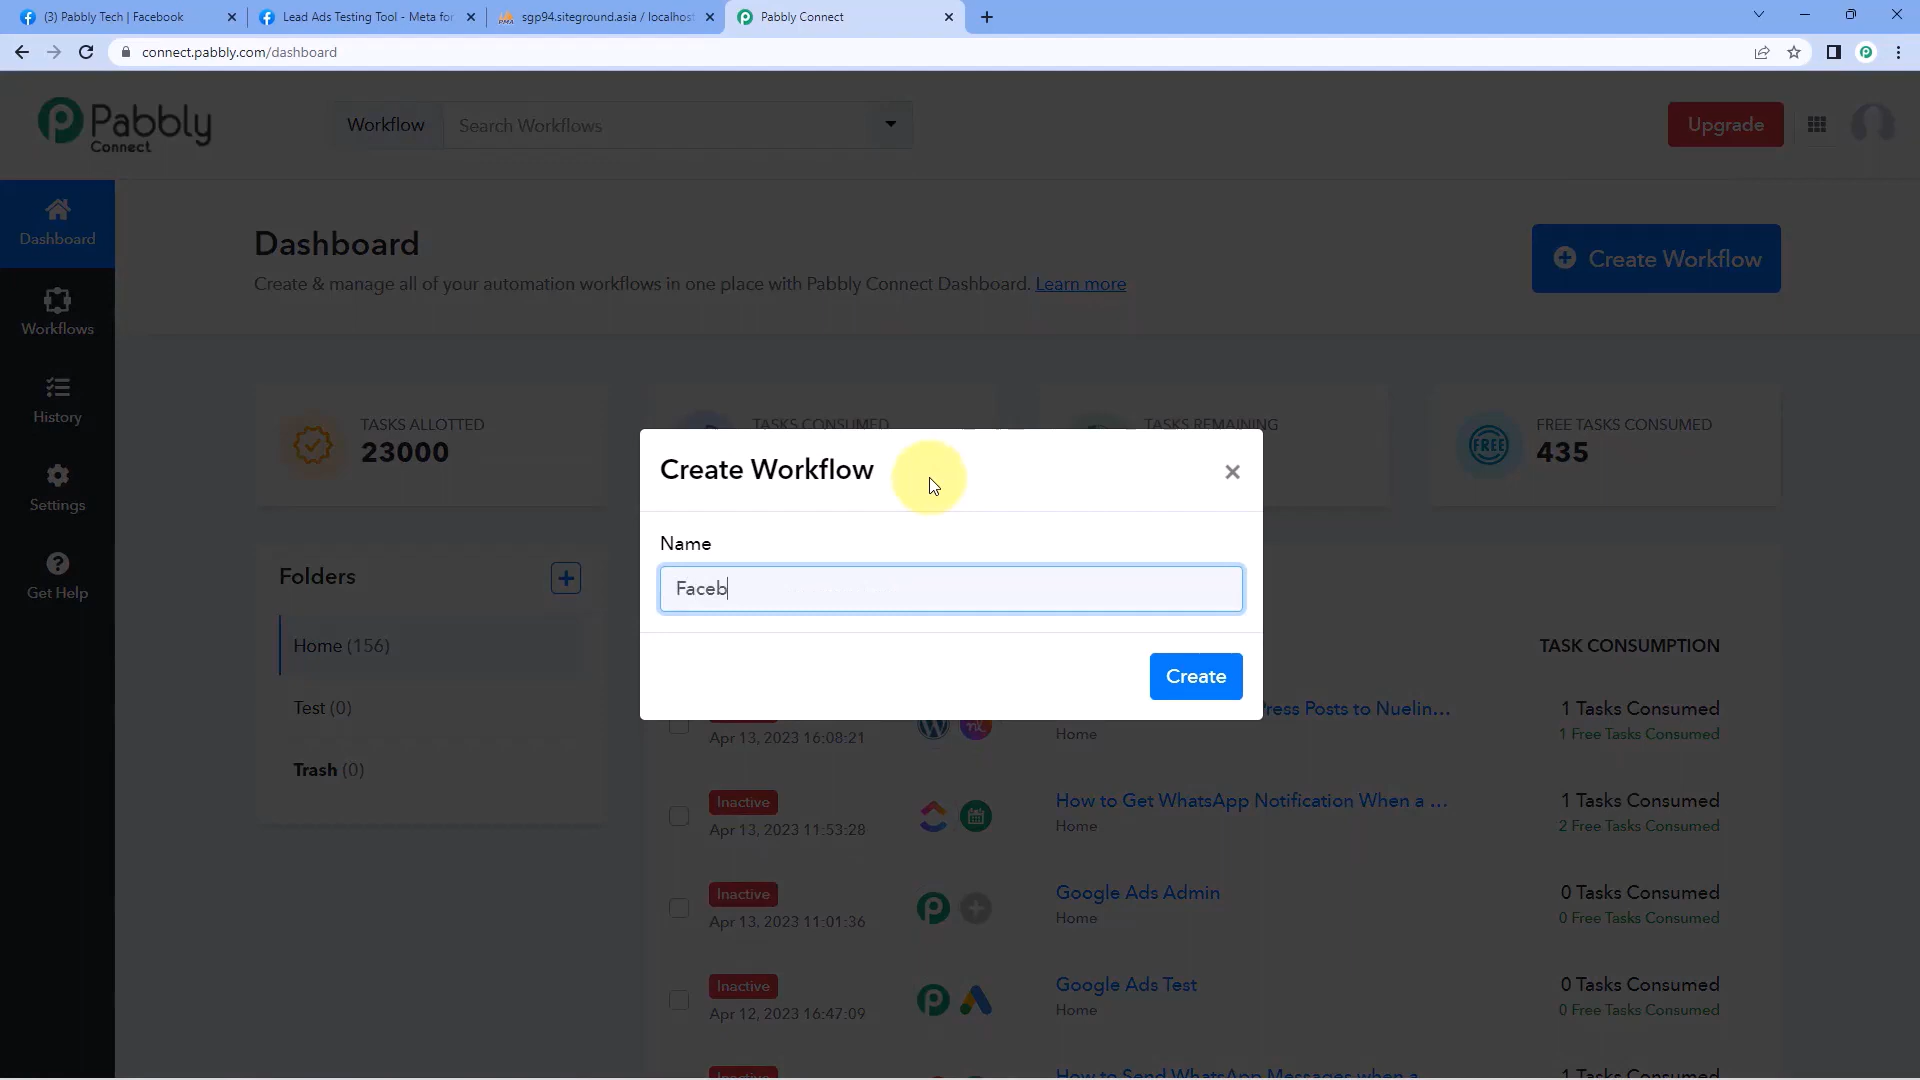 (3) Pabbly Tech | Facebook
Lead Ads Testing Tool - Meta for
sgp94.siteground.asia / localhost
Pabbly Connect
connect.pabbly.com/dashboard
Pabbly
Connect
Workflow
Search Workflows
Upgrade
Dashboard
Workflows
History
Settings
Get Help
Dashboard
Create & manage all of your automation workflows in one place with Pabbly Connect Dashboard. Learn more
Create Workflow
TASKS ALLOTTED
23000
TASKS CONSUMED
TASKS REMAINING
FREE
FREE TASKS CONSUMED
435
Create Workflow
Name
Faceb
Create
Folders
Home (156)
Test (0)
Trash (0)
TASK CONSUMPTION
Apr 13, 2023 16:08:21
Press Posts to Nuelin...
Home
1 Tasks Consumed
1 Free Tasks Consumed
Inactive
Apr 13, 2023 11:53:28
How to Get WhatsApp Notification When a ...
Home
1 Tasks Consumed
2 Free Tasks Consumed
Inactive
Apr 13, 2023 11:01:36
Google Ads Admin
Home
0 Tasks Consumed
0 Free Tasks Consumed
Inactive
Apr 12, 2023 16:47:09
Google Ads Test
Home
0 Tasks Consumed
0 Free Tasks Consumed
Inactive
How to Send WhatsApp Messages when a
1 Tasks Consumed